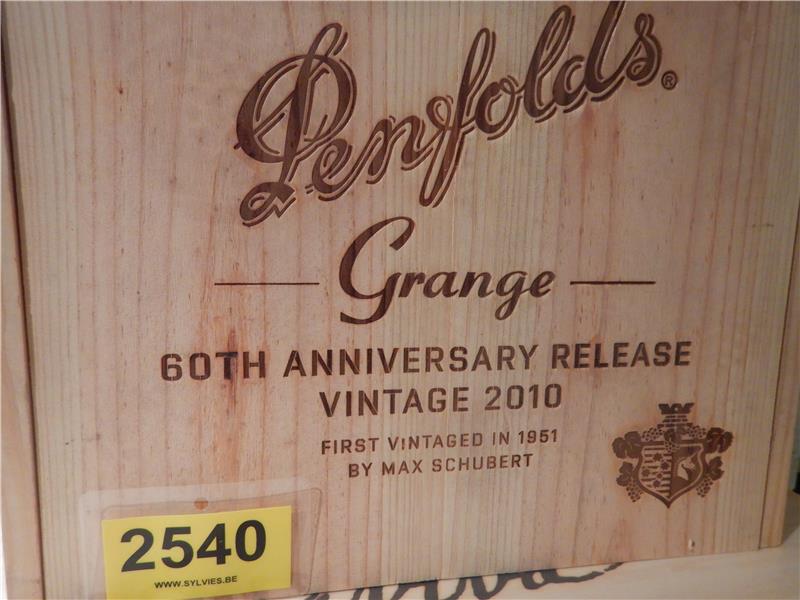 Penfolds®
Grange
60TH ANNIVERSARY RELEASE
VINTAGE 2010
FIRST VINTAGED IN 1951
BY MAX SCHUBERT
2540
WWW.SYLVIES.BE